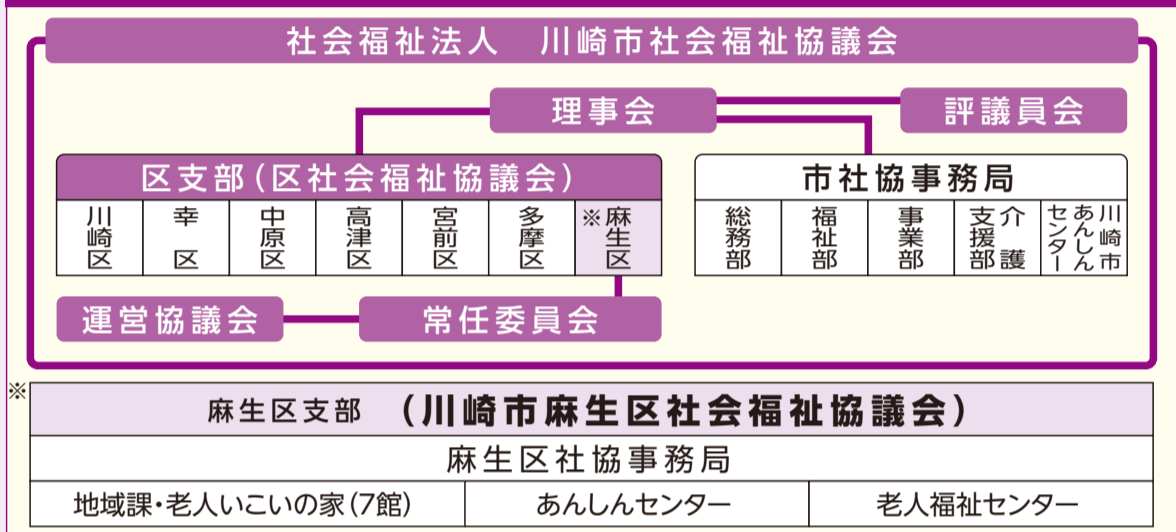 社会福祉法人　川崎市社会福祉協議会
理事会
評議員会
区支部(区社会福祉協議会)
川崎区
幸　区
中原区
高津区
宮前区
多摩区
※麻生区
市社協事務局
総務部
福祉部
事業部
介護
支援部
川崎市
あんしん
センター
運営協議会
常任委員会
※
麻生区支部　(川崎市麻生区社会福祉協議会)
麻生区社協事務局
地域課・老人いこいの家(7館)
あんしんセンター
老人福祉センター